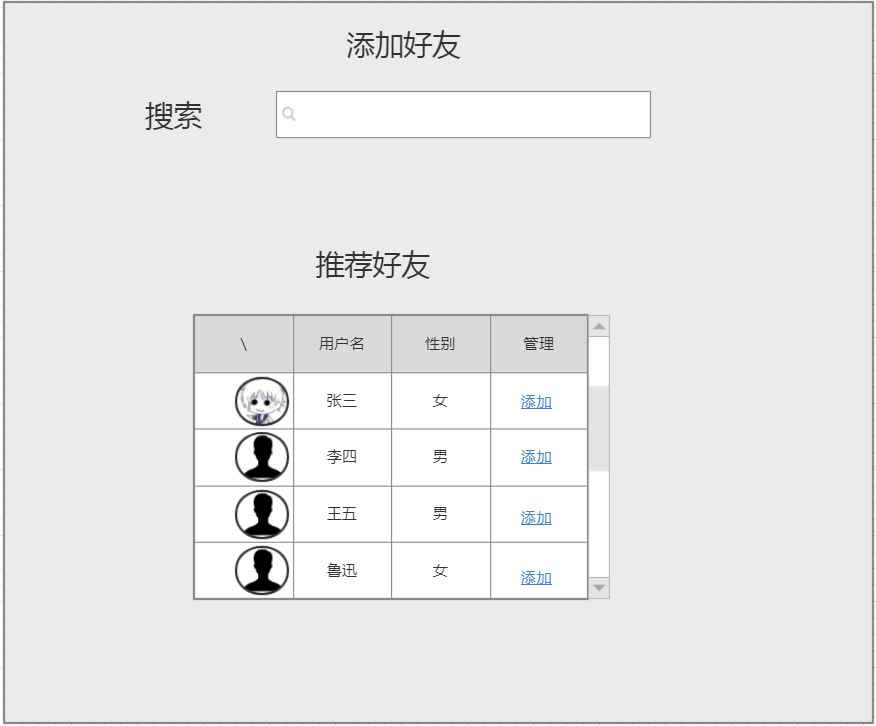 添加好友
搜索
推荐好友
\ 用户名 性别 管理
张三 女 添加
李四 男 添加
王五 男 添加
鲁迅 女 添加